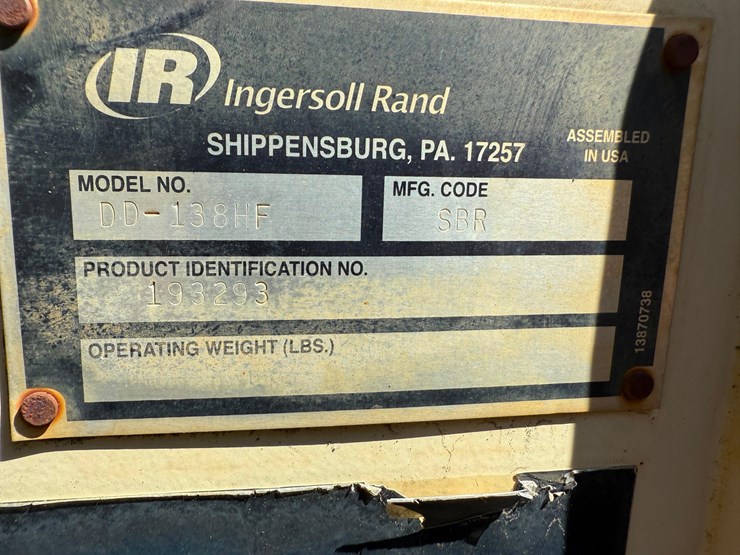 IR Ingersoll Rand
SHIPPENSBURG, PA. 17257
ASSEMBLED
IN USA
MODEL NO.
DD-138HF
MFG. CODE
SBR
PRODUCT IDENTIFICATION NO.
193293
OPERATING WEIGHT (LBS.)
13870738